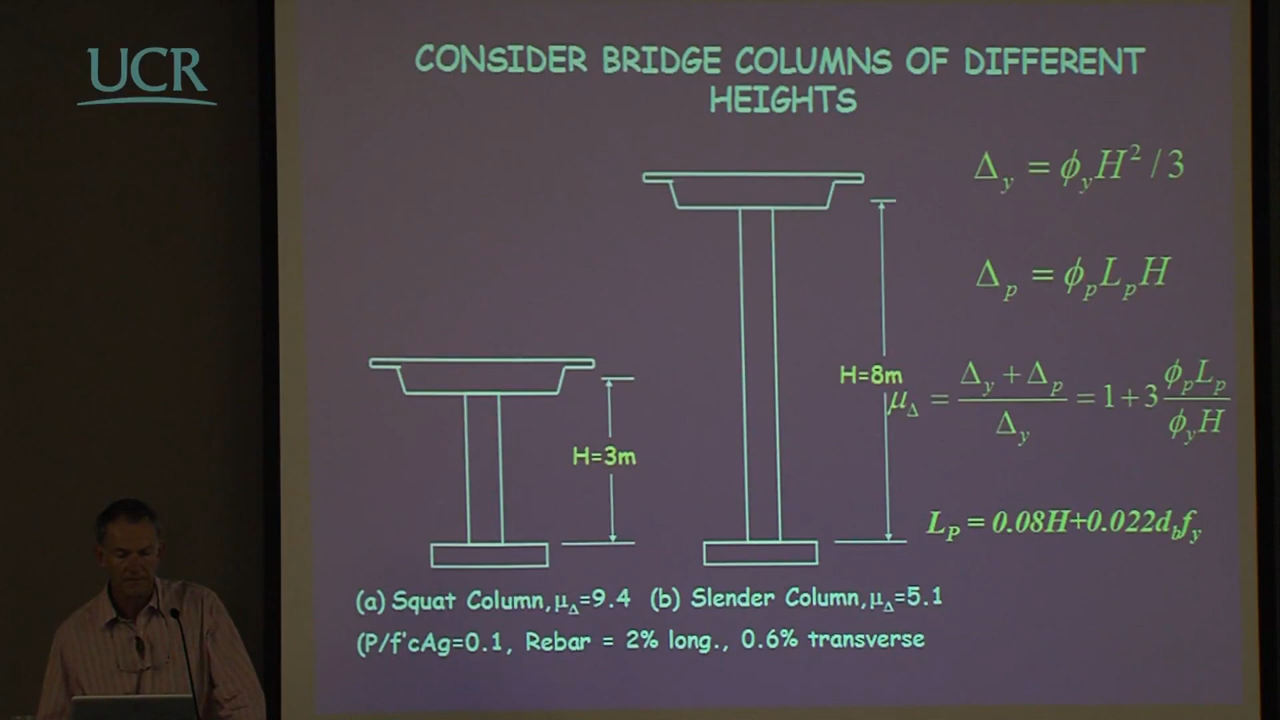 UCR
CONSIDER BRIDGE COLUMNS OF DIFFERENT
HEIGHTS
Δy = ϕyH²/3
Δp = ϕpLpH
H=8m
μΔ = (Δy + Δp)/Δy = 1+3 ϕpLp/ϕyH
H=3m
LP = 0.08H+0.022dbfy
(a) Squat Column,μΔ=9.4 (b) Slender Column,μΔ=5.1
(P/f'cAg=0.1, Rebar = 2% long., 0.6% transverse